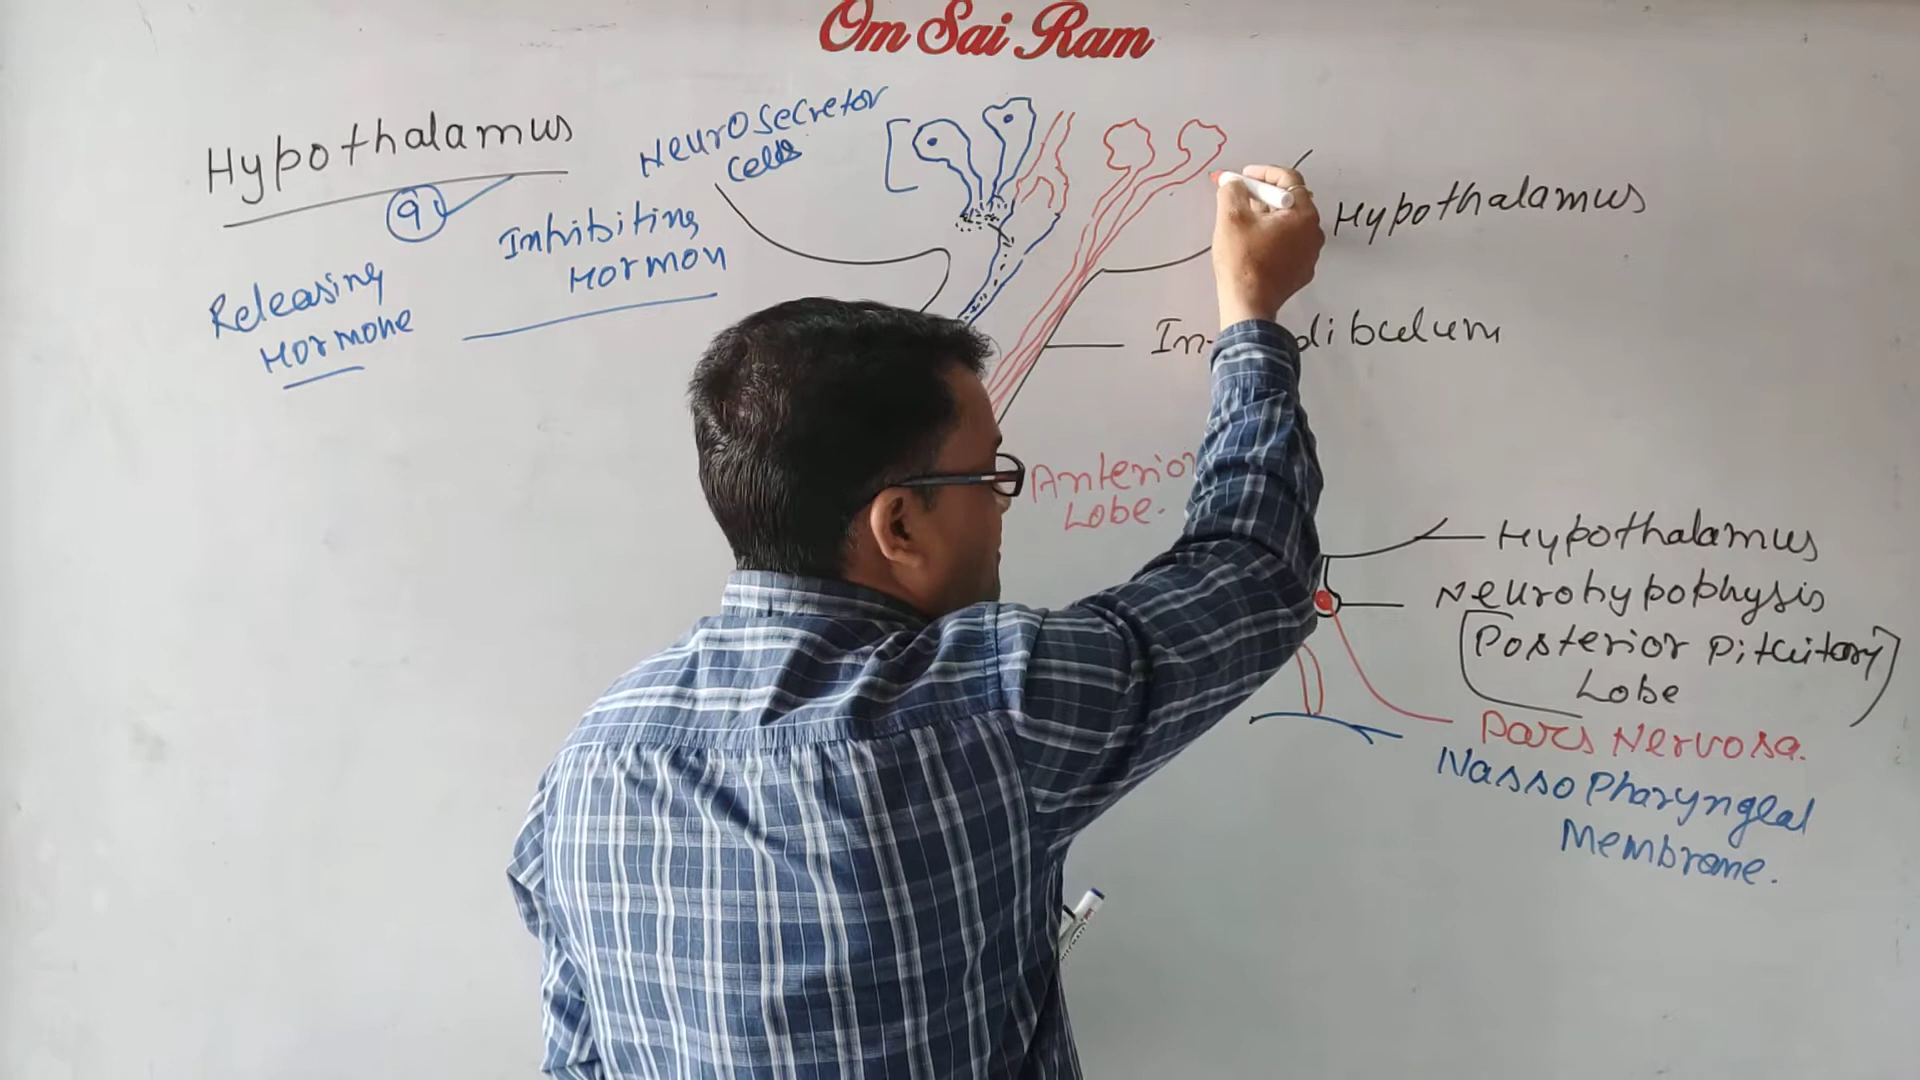 Om Sai Ram
Hypothalamus
9
Releasing
Hormone
Inhibiting
Hormon
Neurosecretor
Cells
Hypothalamus
Anterior
Lobe.
Hypothalamus
Neurohypophysis
[Posterior Pituitary]
Lobe
Pars Nervosa.
Nasso Pharyngeal
Membrane.